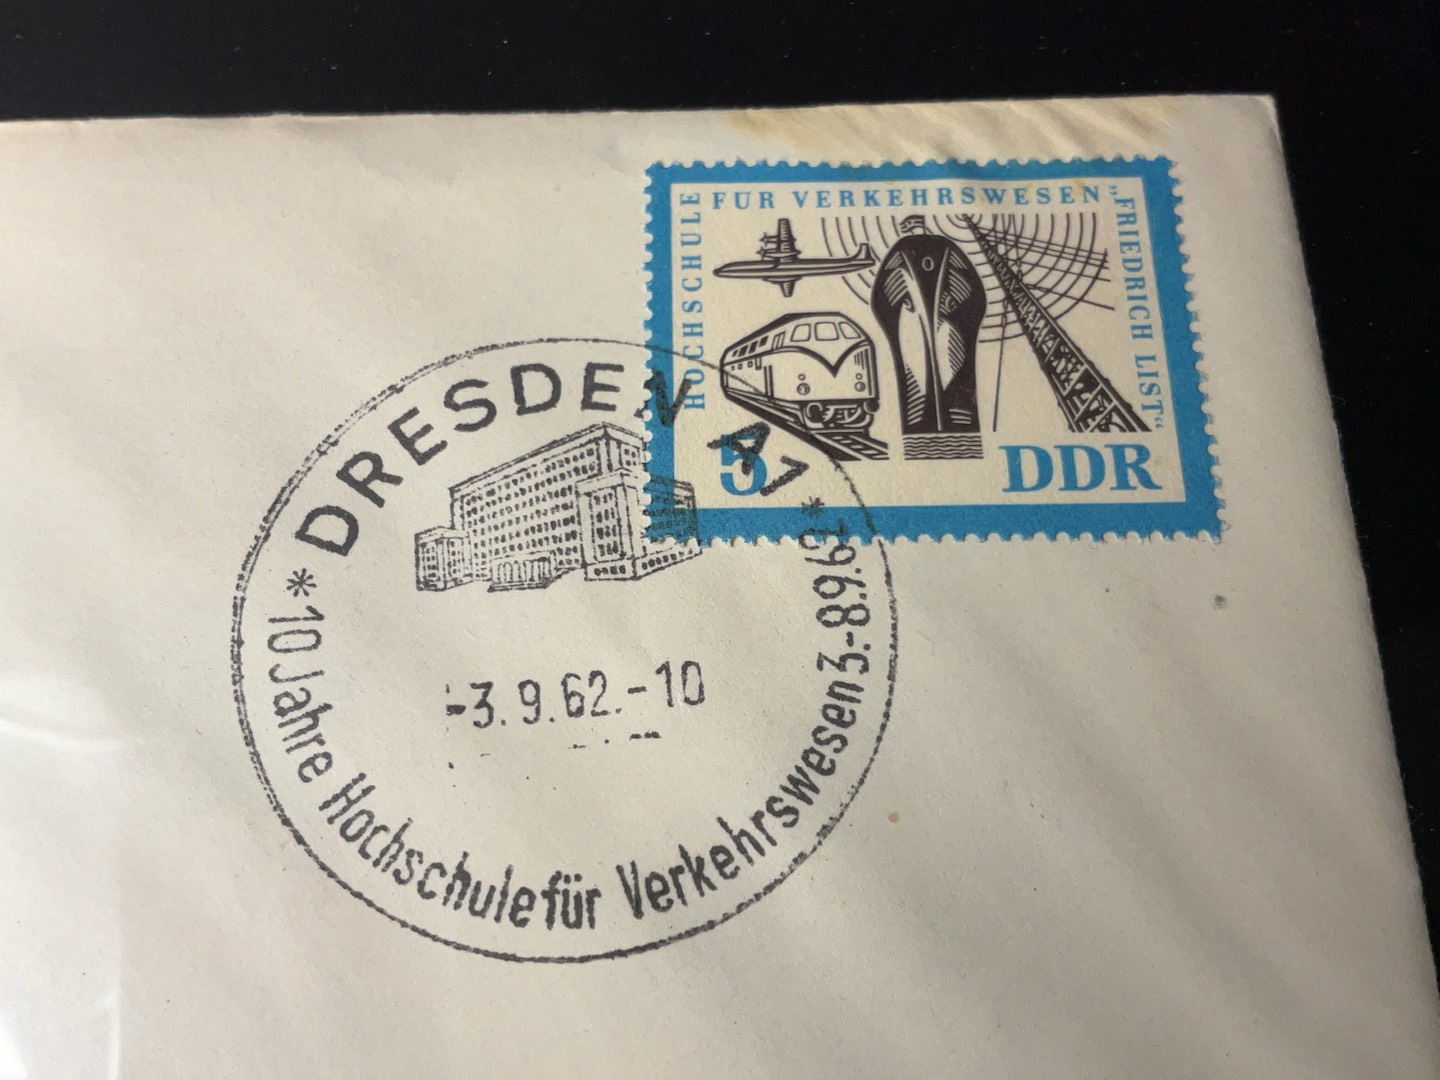 HOCHSCHULE FÜR VERKEHRSWESEN „FRIEDRICH LIST“
5 DDR
DRESDEN A1
* 10 Jahre Hochschule für Verkehrswesen 3.-8.9.62 *
-3.9.62.-10